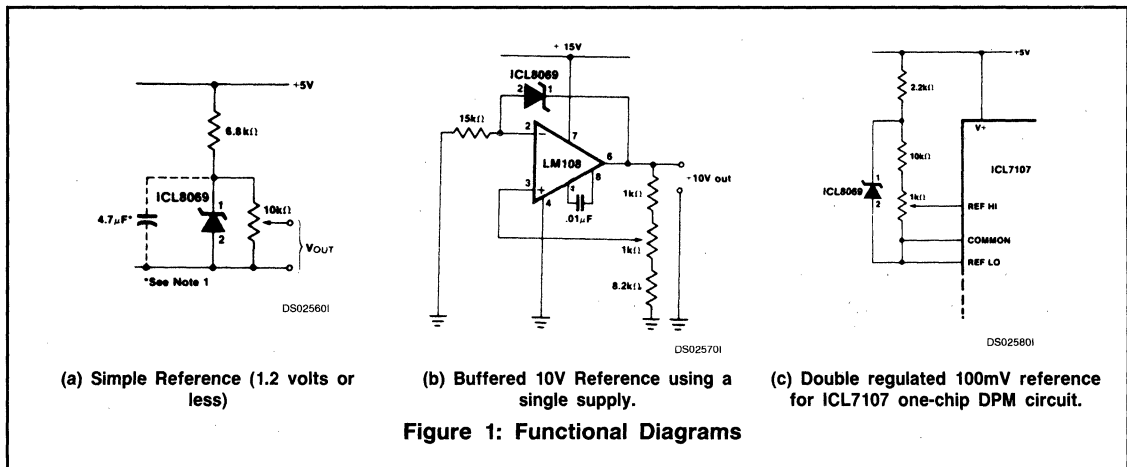 +5V
6.8kΩ
ICL8069
1
2
4.7µF*
10kΩ
VOUT
*See Note 1
DS02560I
(a) Simple Reference (1.2 volts or
less)
+ 15V
ICL8069
2
1
15kΩ
2
−
7
LM108
6
8
3
+
4
.01µF
1kΩ
10V out
1kΩ
8.2kΩ
DS02570I
(b) Buffered 10V Reference using a
single supply.
+5V
2.2kΩ
V+
10kΩ
ICL7107
ICL8069
1
2
1kΩ
REF HI
COMMON
REF LO
DS02580I
(c) Double regulated 100mV reference
for ICL7107 one-chip DPM circuit.
Figure 1: Functional Diagrams